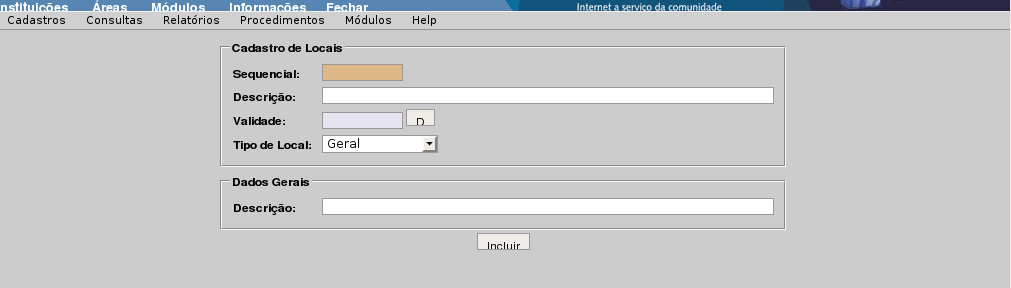 nstituições Áreas Módulos Informações Fechar Internet a serviço da comunidade
Cadastros Consultas Relatórios Procedimentos Módulos Help
Cadastro de Locais
Sequencial:
Descrição:
Validade: D
Tipo de Local: Geral
Dados Gerais
Descrição:
Incluir